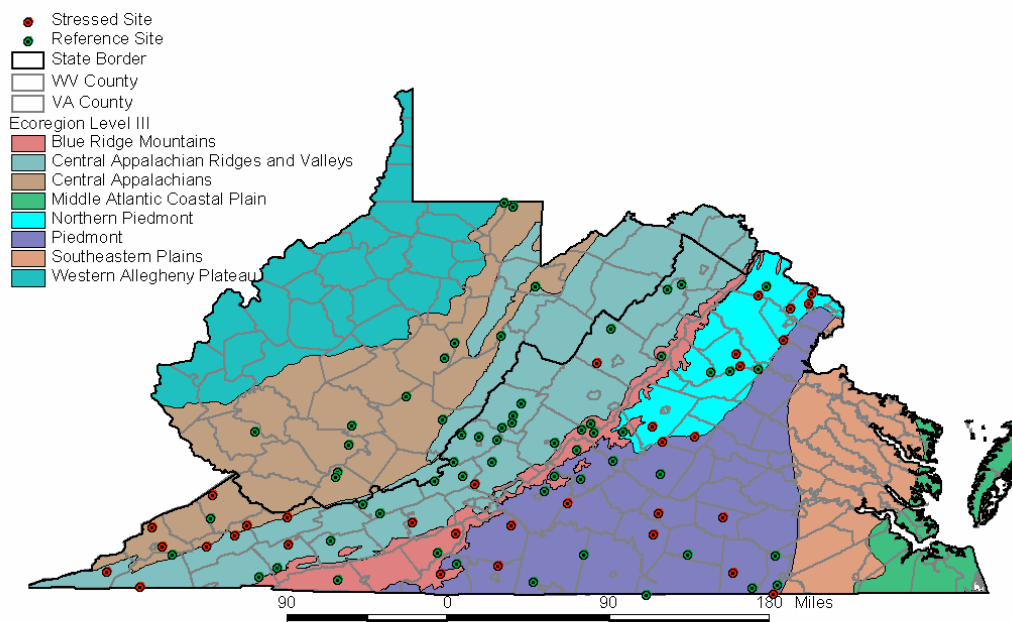 Stressed Site
Reference Site
State Border
WV County
VA County
Ecoregion Level III
Blue Ridge Mountains
Central Appalachian Ridges and Valleys
Central Appalachians
Middle Atlantic Coastal Plain
Northern Piedmont
Piedmont
Southeastern Plains
Western Allegheny Plateau
90 0 90 180 Miles